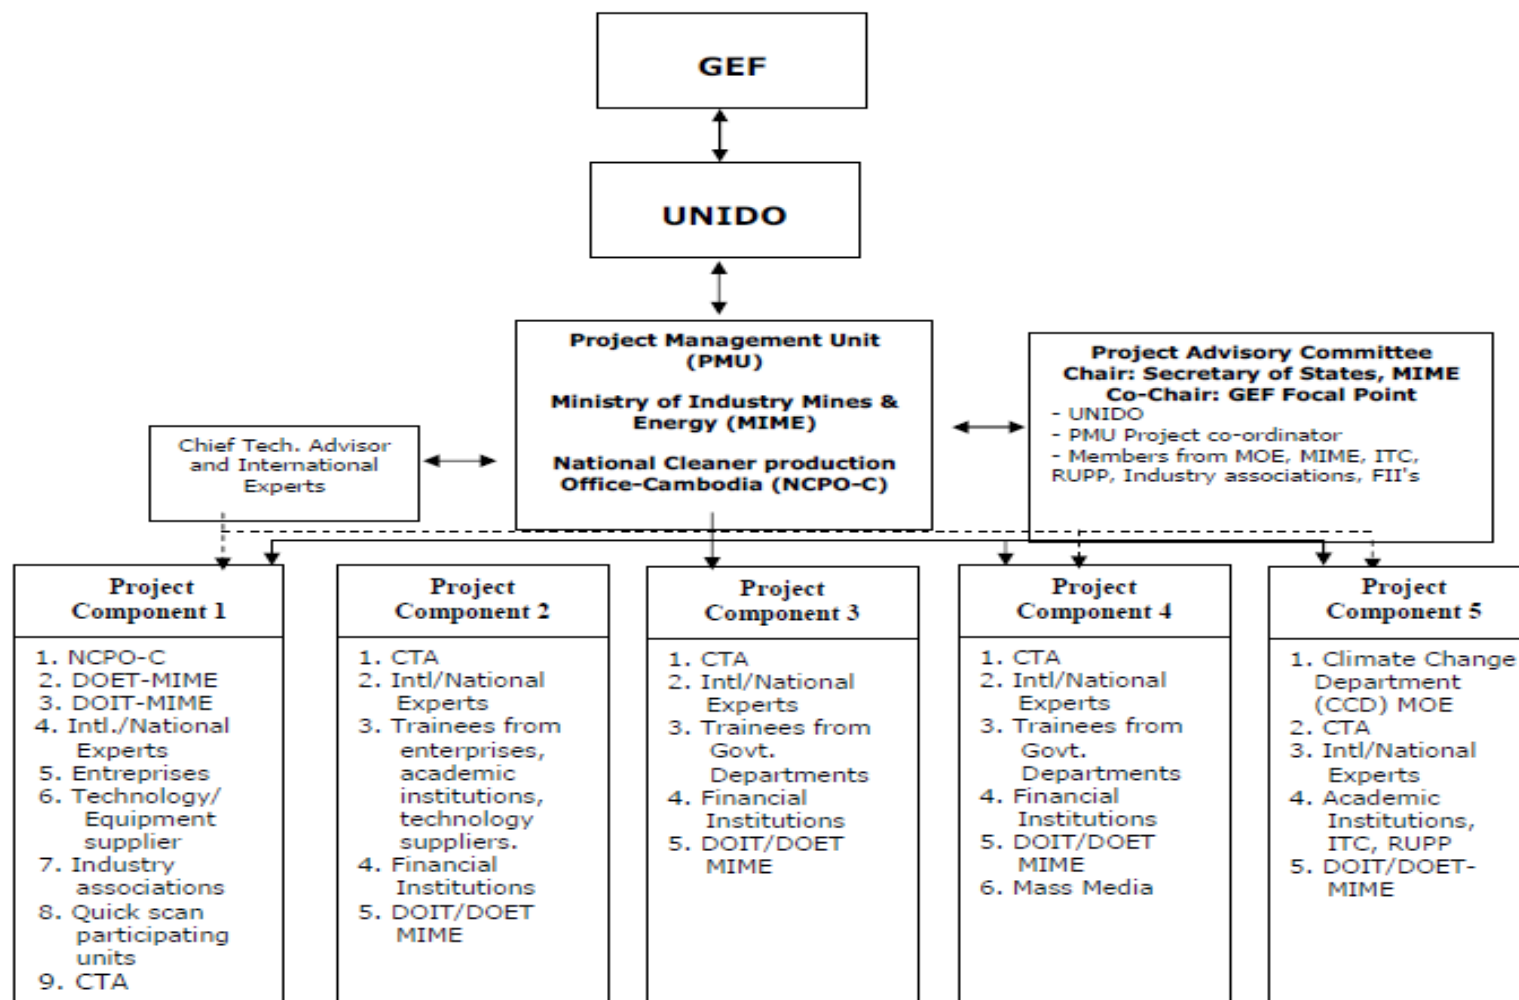 GEF
UNIDO
Project Management Unit
(PMU)
Ministry of Industry Mines &
Energy (MIME)
National Cleaner production
Office-Cambodia (NCPO-C)
Project Advisory Committee
Chair: Secretary of States, MIME
Co-Chair: GEF Focal Point
- UNIDO
- PMU Project co-ordinator
- Members from MOE, MIME, ITC,
RUPP, Industry associations, FII's
Chief Tech. Advisor
and International
Experts
Project
Component 1
1. NCPO-C
2. DOET-MIME
3. DOIT-MIME
4. Intl./National
Experts
5. Entreprises
6. Technology/
Equipment
supplier
7. Industry
associations
8. Quick scan
participating
units
9. CTA
Project
Component 2
1. CTA
2. Intl/National
Experts
3. Trainees from
enterprises,
academic
institutions,
technology
suppliers.
4. Financial
Institutions
5. DOIT/DOET
MIME
Project
Component 3
1. CTA
2. Intl/National
Experts
3. Trainees from
Govt.
Departments
4. Financial
Institutions
5. DOIT/DOET
MIME
Project
Component 4
1. CTA
2. Intl/National
Experts
3. Trainees from
Govt.
Departments
4. Financial
Institutions
5. DOIT/DOET
MIME
6. Mass Media
Project
Component 5
1. Climate Change
Department
(CCD) MOE
2. CTA
3. Intl/National
Experts
4. Academic
Institutions,
ITC, RUPP
5. DOIT/DOET-
MIME